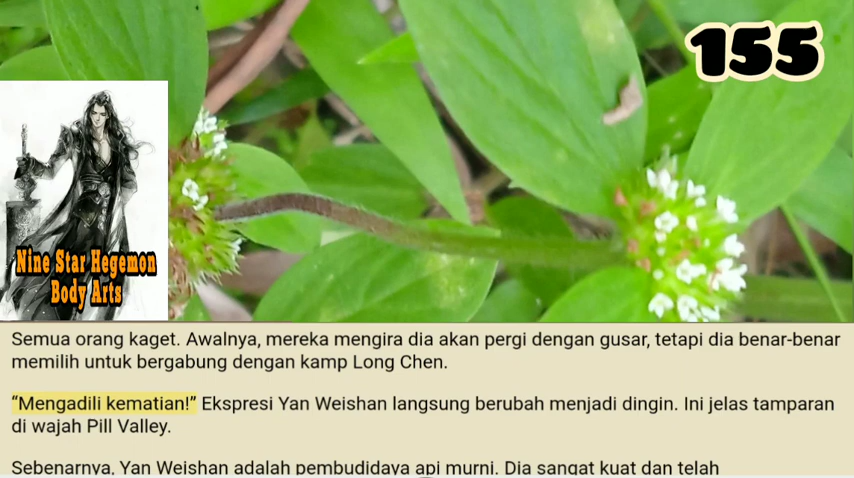 155
Nine Star Hegemon
Body Arts
Semua orang kaget. Awalnya, mereka mengira dia akan pergi dengan gusar, tetapi dia benar-benar
memilih untuk bergabung dengan kamp Long Chen.
“Mengadili kematian!” Ekspresi Yan Weishan langsung berubah menjadi dingin. Ini jelas tamparan
di wajah Pill Valley.
Sebenarnya, Yan Weishan adalah pembudidaya api murni. Dia sangat kuat dan telah